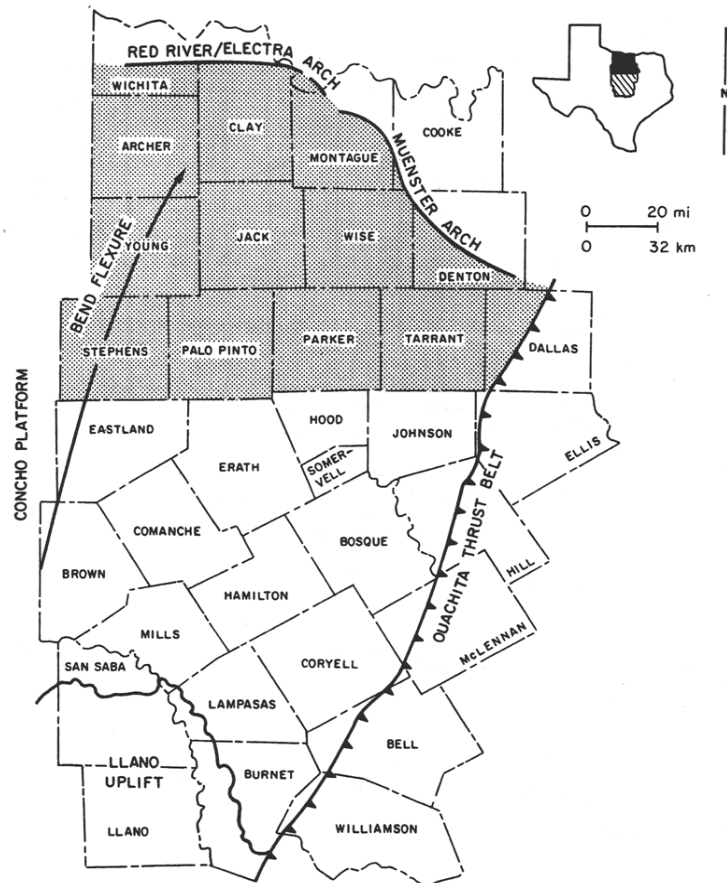 RED RIVER/ELECTRA ARCH
WICHITA
N
CLAY
COOKE
ARCHER
MONTAGUE
MUENSTER ARCH
0 20 mi
0 32 km
YOUNG
JACK
WISE
DENTON
BEND FLEXURE
STEPHENS
PALO PINTO
PARKER
TARRANT
DALLAS
CONCHO PLATFORM
EASTLAND
HOOD
JOHNSON
ELLIS
ERATH
SOMER-
VELL
OUACHITA THRUST BELT
COMANCHE
BOSQUE
BROWN
HAMILTON
HILL
MILLS
McLENNAN
SAN SABA
CORYELL
LAMPASAS
BELL
LLANO
UPLIFT
BURNET
LLANO
WILLIAMSON